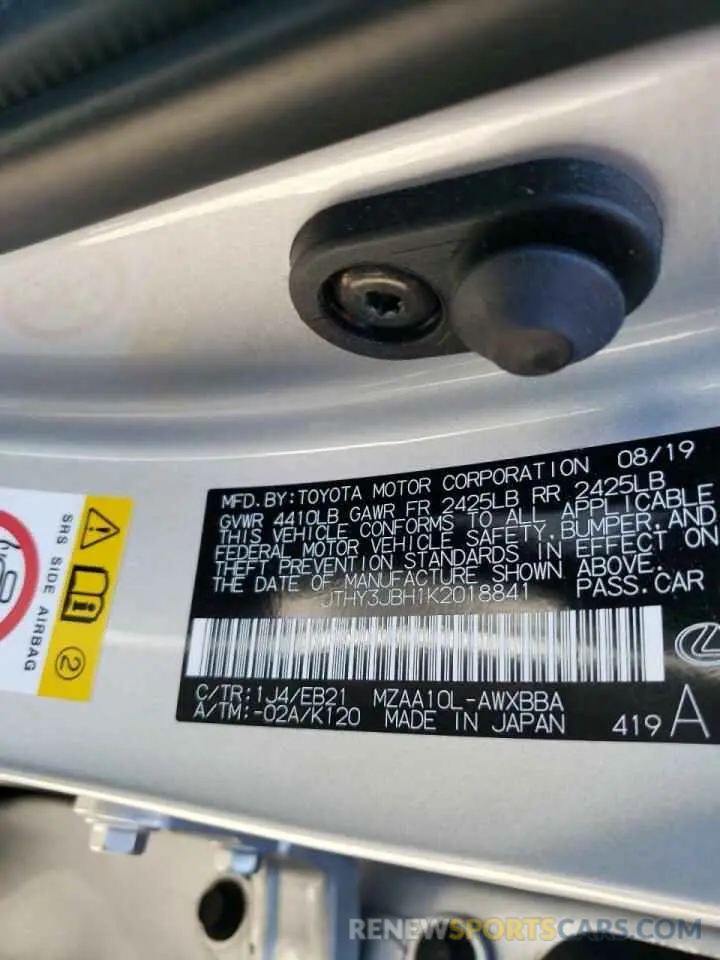 MFD.BY:TOYOTA MOTOR CORPORATION 08/19
GVWR 4410LB GAWR FR 2425LB RR 2425LB
THIS VEHICLE CONFORMS TO ALL APPLICABLE
FEDERAL MOTOR VEHICLE SAFETY,BUMPER,AND
THEFT PREVENTION STANDARDS IN EFFECT ON
THE DATE OF MANUFACTURE SHOWN ABOVE.
JTHY3JBH1K2018841 PASS.CAR
C/TR:1J4/EB21 MZAA10L-AWXBBA
A/TM:-02A/K120 MADE IN JAPAN 419 A
SRS SIDE AIRBAG
2
RENEWSPORTSCARS.COM